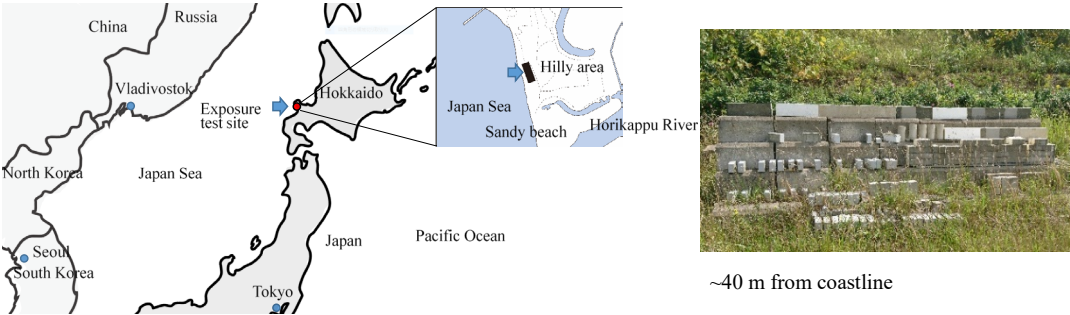 China
Russia
Vladivostok
Hokkaido
Exposure
test site
North Korea
Japan Sea
Seoul
South Korea
Japan
Pacific Ocean
Tokyo
Hilly area
Japan Sea
Sandy beach
Horikappu River
~40 m from coastline